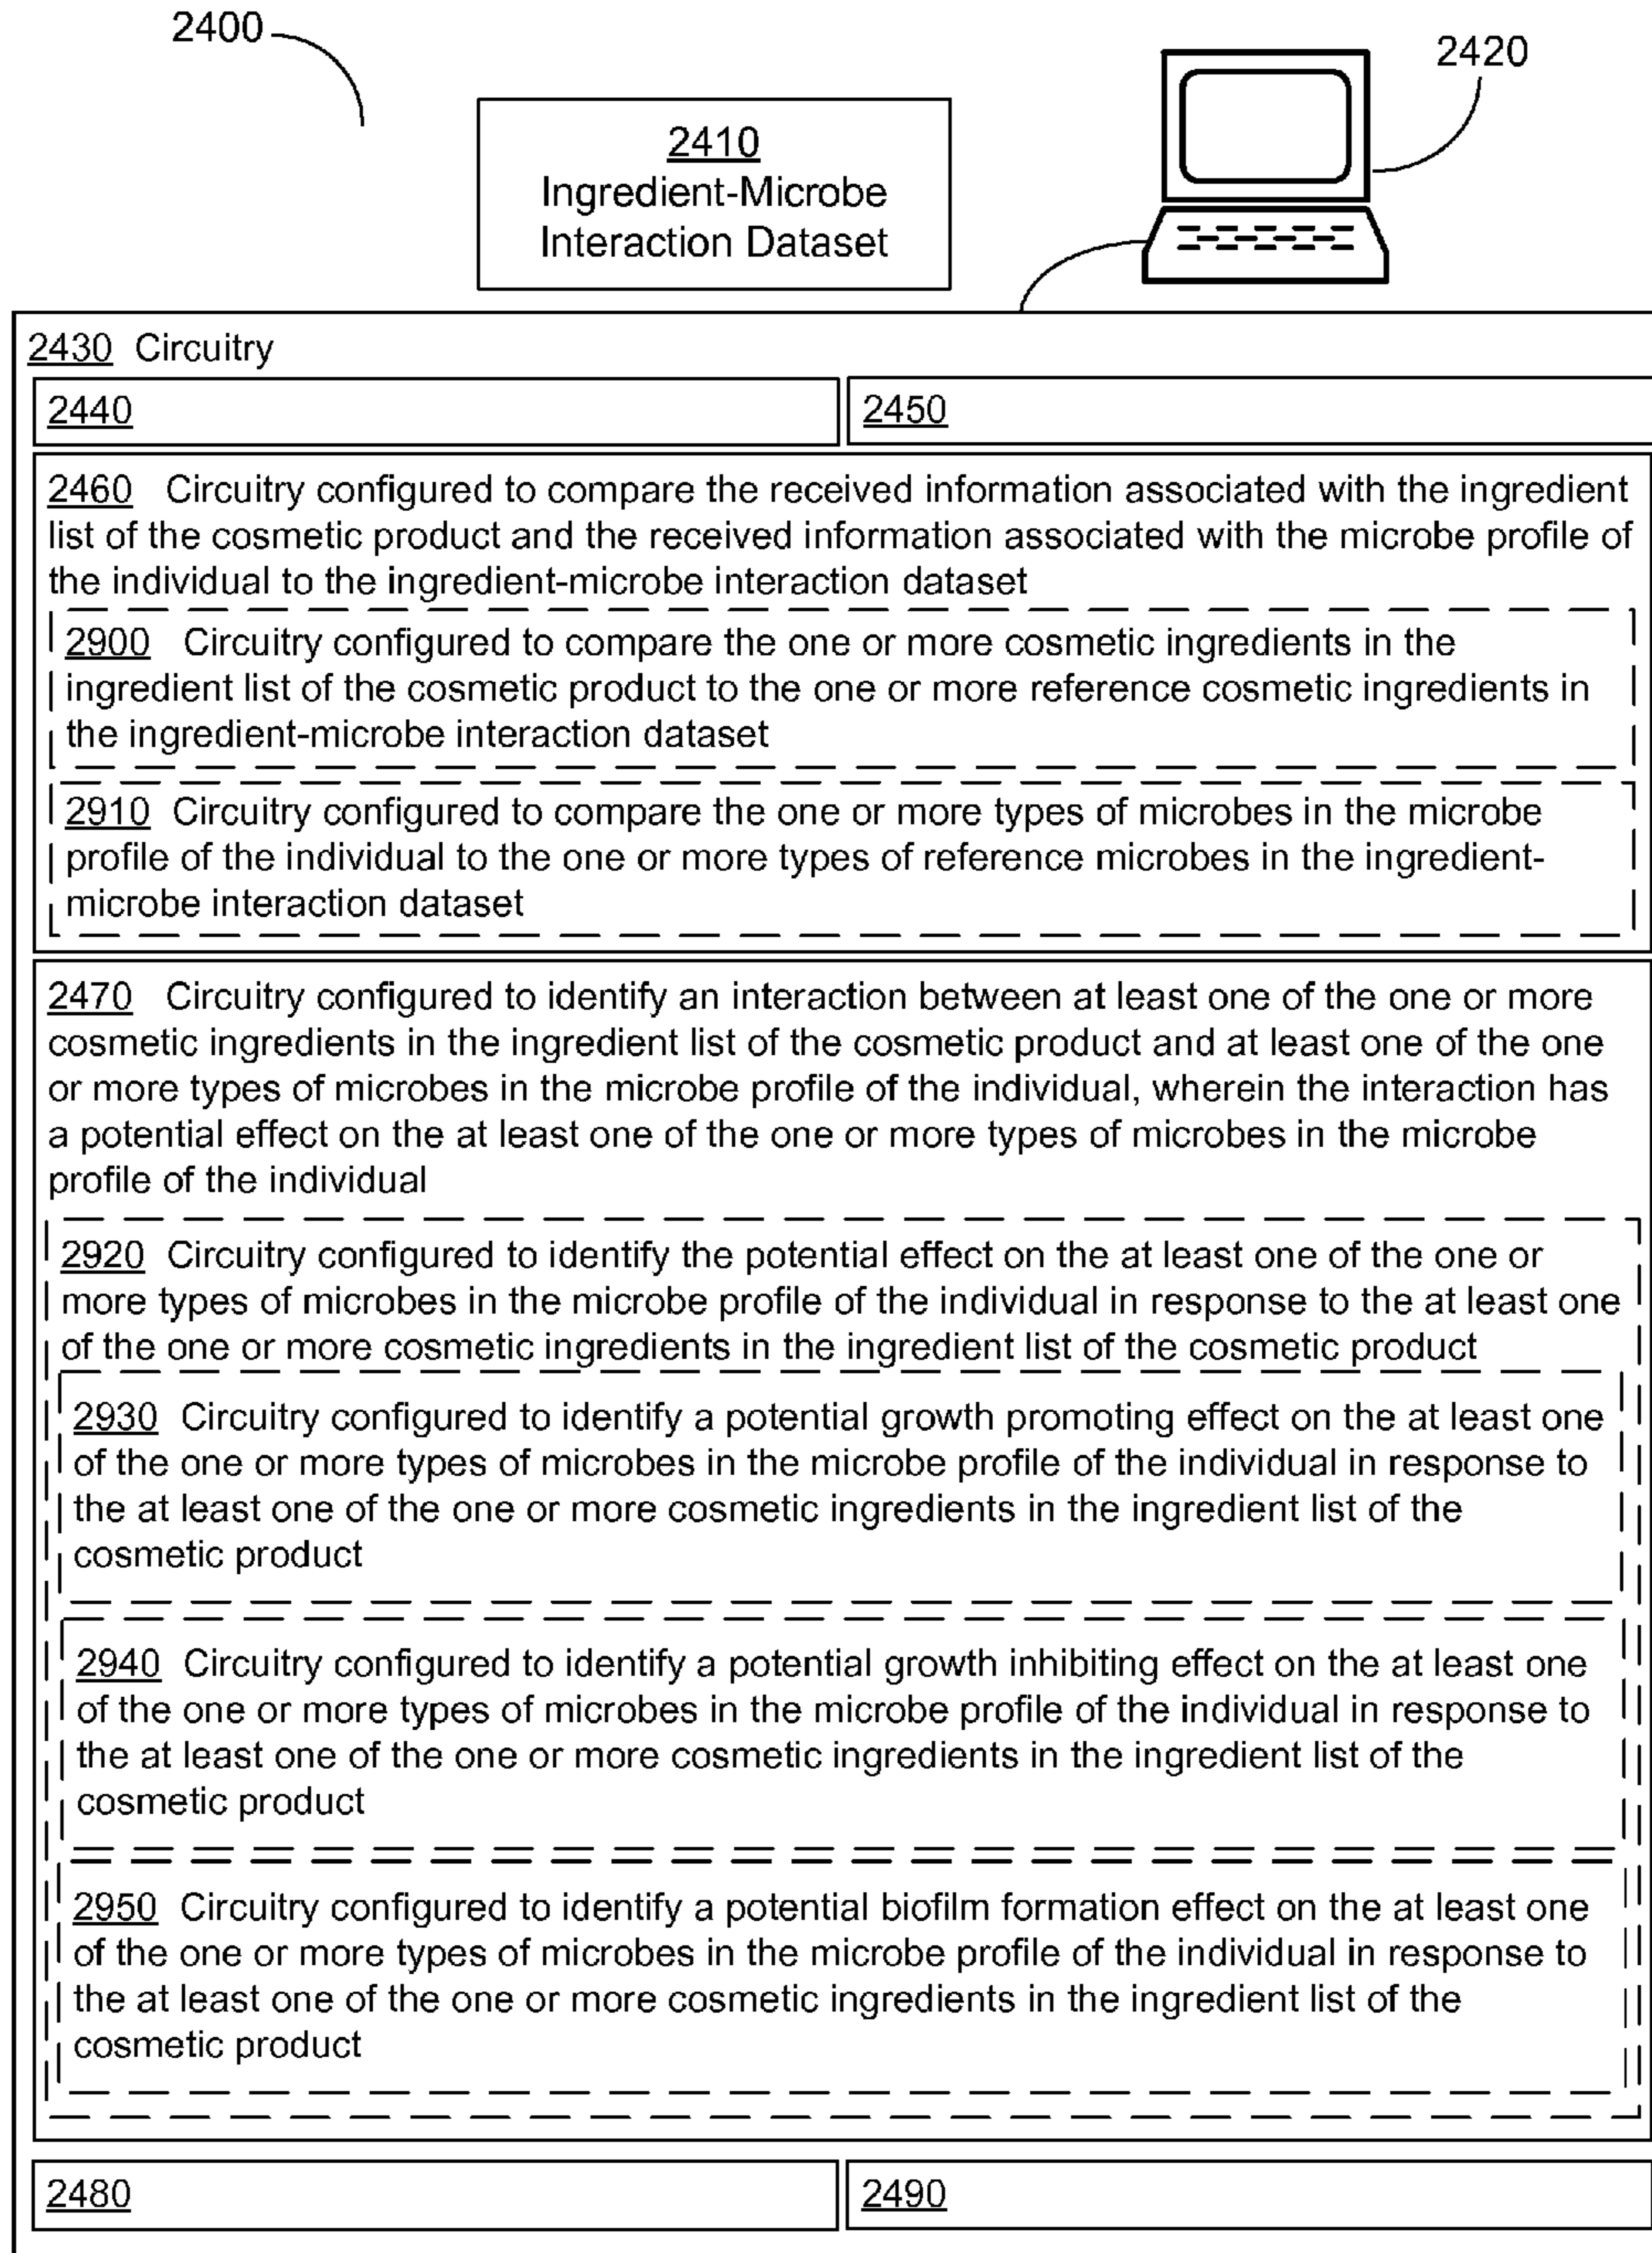 2400
2420
2410
Ingredient-Microbe
Interaction Dataset
2430 Circuitry
2440
2450
2460 Circuitry configured to compare the received information associated with the ingredient
list of the cosmetic product and the received information associated with the microbe profile of
the individual to the ingredient-microbe interaction dataset
2900 Circuitry configured to compare the one or more cosmetic ingredients in the
ingredient list of the cosmetic product to the one or more reference cosmetic ingredients in
the ingredient-microbe interaction dataset
2910 Circuitry configured to compare the one or more types of microbes in the microbe
profile of the individual to the one or more types of reference microbes in the ingredient-
microbe interaction dataset
2470 Circuitry configured to identify an interaction between at least one of the one or more
cosmetic ingredients in the ingredient list of the cosmetic product and at least one of the one
or more types of microbes in the microbe profile of the individual, wherein the interaction has
a potential effect on the at least one of the one or more types of microbes in the microbe
profile of the individual
2920 Circuitry configured to identify the potential effect on the at least one of the one or
more types of microbes in the microbe profile of the individual in response to the at least one
of the one or more cosmetic ingredients in the ingredient list of the cosmetic product
2930 Circuitry configured to identify a potential growth promoting effect on the at least one
of the one or more types of microbes in the microbe profile of the individual in response to
the at least one of the one or more cosmetic ingredients in the ingredient list of the
cosmetic product
2940 Circuitry configured to identify a potential growth inhibiting effect on the at least one
of the one or more types of microbes in the microbe profile of the individual in response to
the at least one of the one or more cosmetic ingredients in the ingredient list of the
cosmetic product
2950 Circuitry configured to identify a potential biofilm formation effect on the at least one
of the one or more types of microbes in the microbe profile of the individual in response to
the at least one of the one or more cosmetic ingredients in the ingredient list of the
cosmetic product
2480
2490